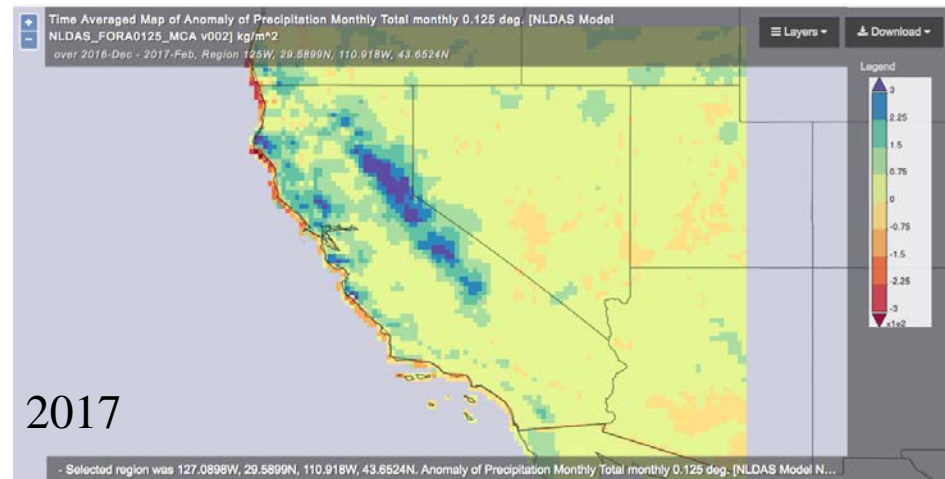 +
−
Time Averaged Map of Anomaly of Precipitation Monthly Total monthly 0.125 deg. [NLDAS Model
NLDAS_FORA0125_MCA v002] kg/m^2
over 2016-Dec - 2017-Feb, Region 125W, 29.5899N, 110.918W, 43.6524N
Layers
Download
Legend
3
2.25
1.5
0.75
0
-0.75
-1.5
-2.25
-3
x1e2
2017
- Selected region was 127.0898W, 29.5899N, 110.918W, 43.6524N. Anomaly of Precipitation Monthly Total monthly 0.125 deg. [NLDAS Model N...